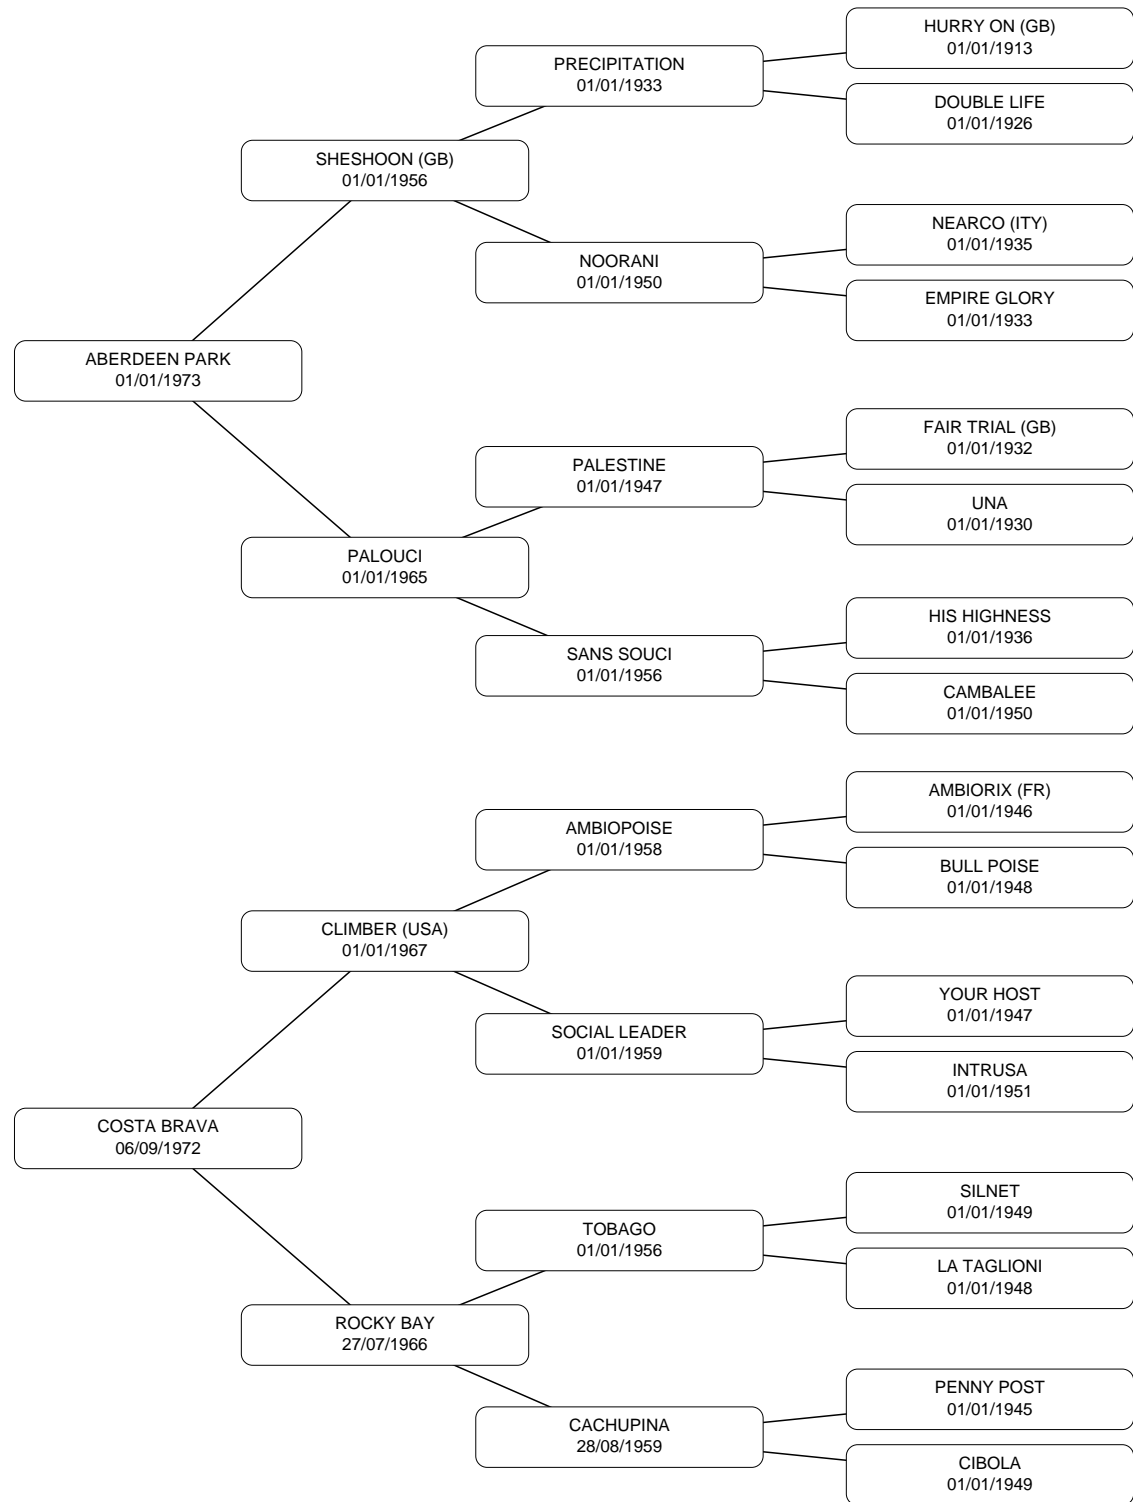 HURRY ON (GB)
01/01/1913
PRECIPITATION
01/01/1933
DOUBLE LIFE
01/01/1926
SHESHOON (GB)
01/01/1956
NEARCO (ITY)
01/01/1935
NOORANI
01/01/1950
EMPIRE GLORY
01/01/1933
ABERDEEN PARK
01/01/1973
FAIR TRIAL (GB)
01/01/1932
PALESTINE
01/01/1947
UNA
01/01/1930
PALOUCI
01/01/1965
HIS HIGHNESS
01/01/1936
SANS SOUCI
01/01/1956
CAMBALEE
01/01/1950
AMBIORIX (FR)
01/01/1946
AMBIOPOISE
01/01/1958
BULL POISE
01/01/1948
CLIMBER (USA)
01/01/1967
YOUR HOST
01/01/1947
SOCIAL LEADER
01/01/1959
INTRUSA
01/01/1951
COSTA BRAVA
06/09/1972
SILNET
01/01/1949
TOBAGO
01/01/1956
LA TAGLIONI
01/01/1948
ROCKY BAY
27/07/1966
PENNY POST
01/01/1945
CACHUPINA
28/08/1959
CIBOLA
01/01/1949